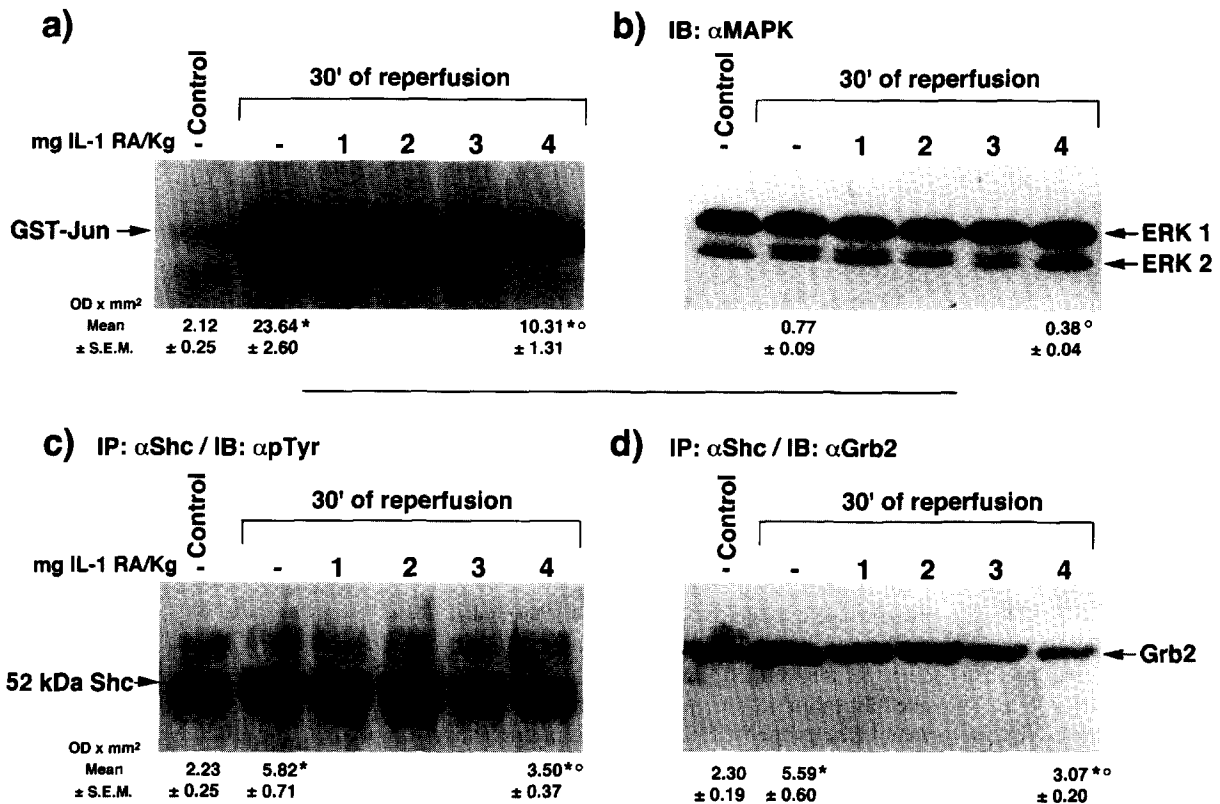 a)
Control
30' of reperfusion
mg IL-1 RA/Kg - - 1 2 3 4
GST-Jun
OD x mm²
Mean 2.12 23.64 * 10.31 * o
± S.E.M. ± 0.25 ± 2.60 ± 1.31
b) IB: αMAPK
Control
30' of reperfusion
- - 1 2 3 4
ERK 1
ERK 2
0.77 0.38 o
± 0.09 ± 0.04
c) IP: αShc / IB: αpTyr
Control
30' of reperfusion
mg IL-1 RA/Kg - - 1 2 3 4
52 kDa Shc
OD x mm²
Mean 2.23 5.82 * 3.50 * o
± S.E.M. ± 0.25 ± 0.71 ± 0.37
d) IP: αShc / IB: αGrb2
Control
30' of reperfusion
- - 1 2 3 4
Grb2
2.30 5.59 * 3.07 * o
± 0.19 ± 0.60 ± 0.20